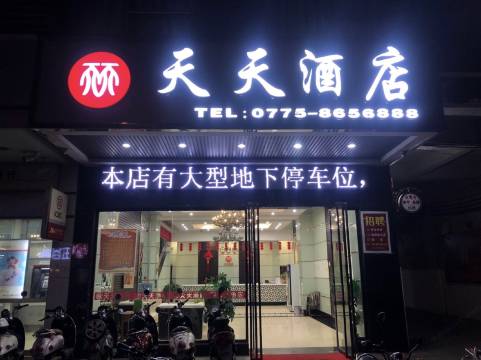 天天酒店
TEL:0775-8656888
本店有大型地下停车位,
招聘